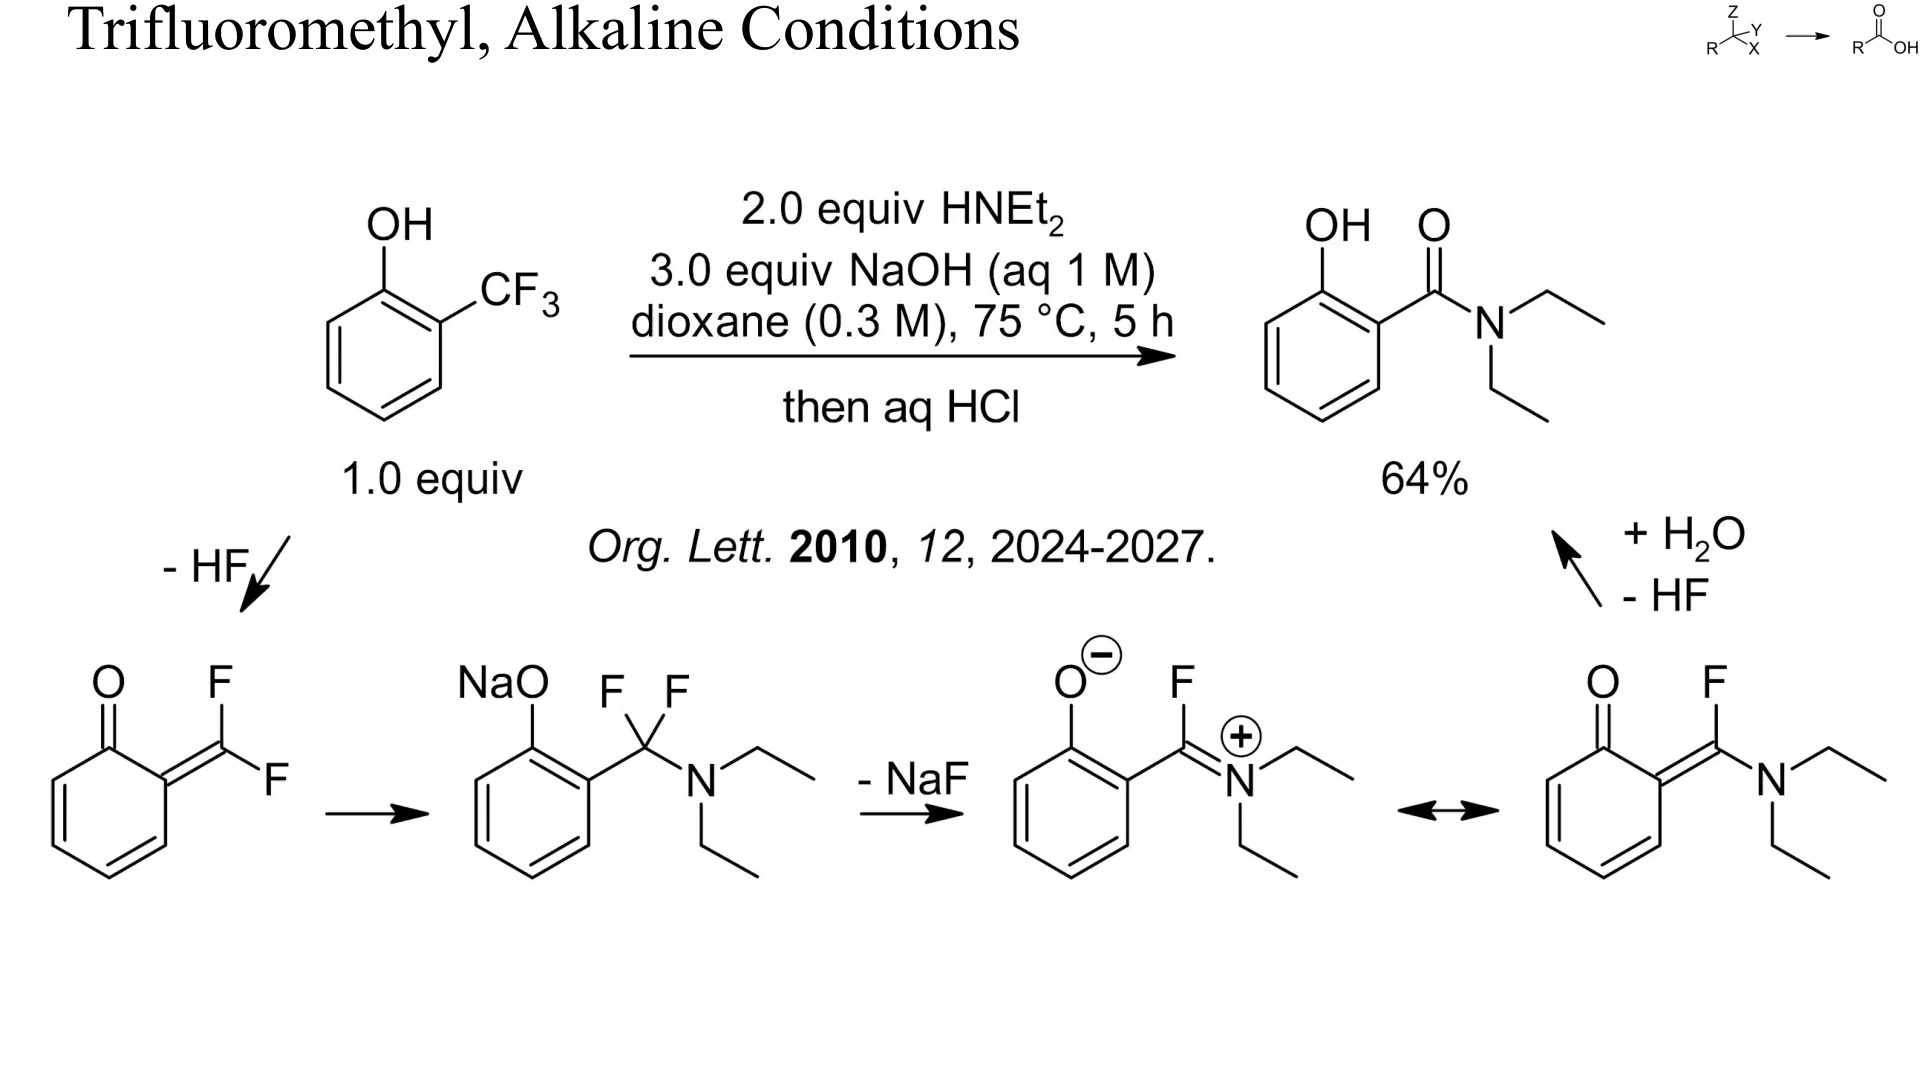 Trifluoromethyl, Alkaline Conditions
Z
R Y X
O
R OH
OH
CF3
1.0 equiv
2.0 equiv HNEt2
3.0 equiv NaOH (aq 1 M)
dioxane (0.3 M), 75 °C, 5 h
then aq HCl
OH O
N
64%
Org. Lett. 2010, 12, 2024-2027.
- HF
+ H2O
- HF
O F
F
NaO F F
N
- NaF
O − F
+
N
O F
N